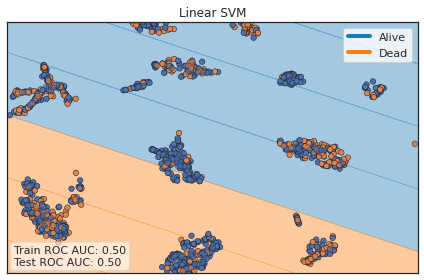 Linear SVM
Alive
Dead
Train ROC AUC: 0.50
Test ROC AUC: 0.50